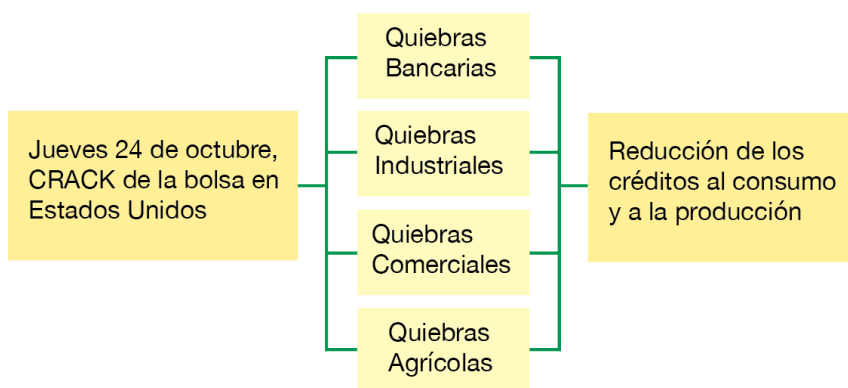 Jueves 24 de octubre,
CRACK de la bolsa en
Estados Unidos
Quiebras
Bancarias
Quiebras
Industriales
Quiebras
Comerciales
Quiebras
Agrícolas
Reducción de los
créditos al consumo
y a la producción